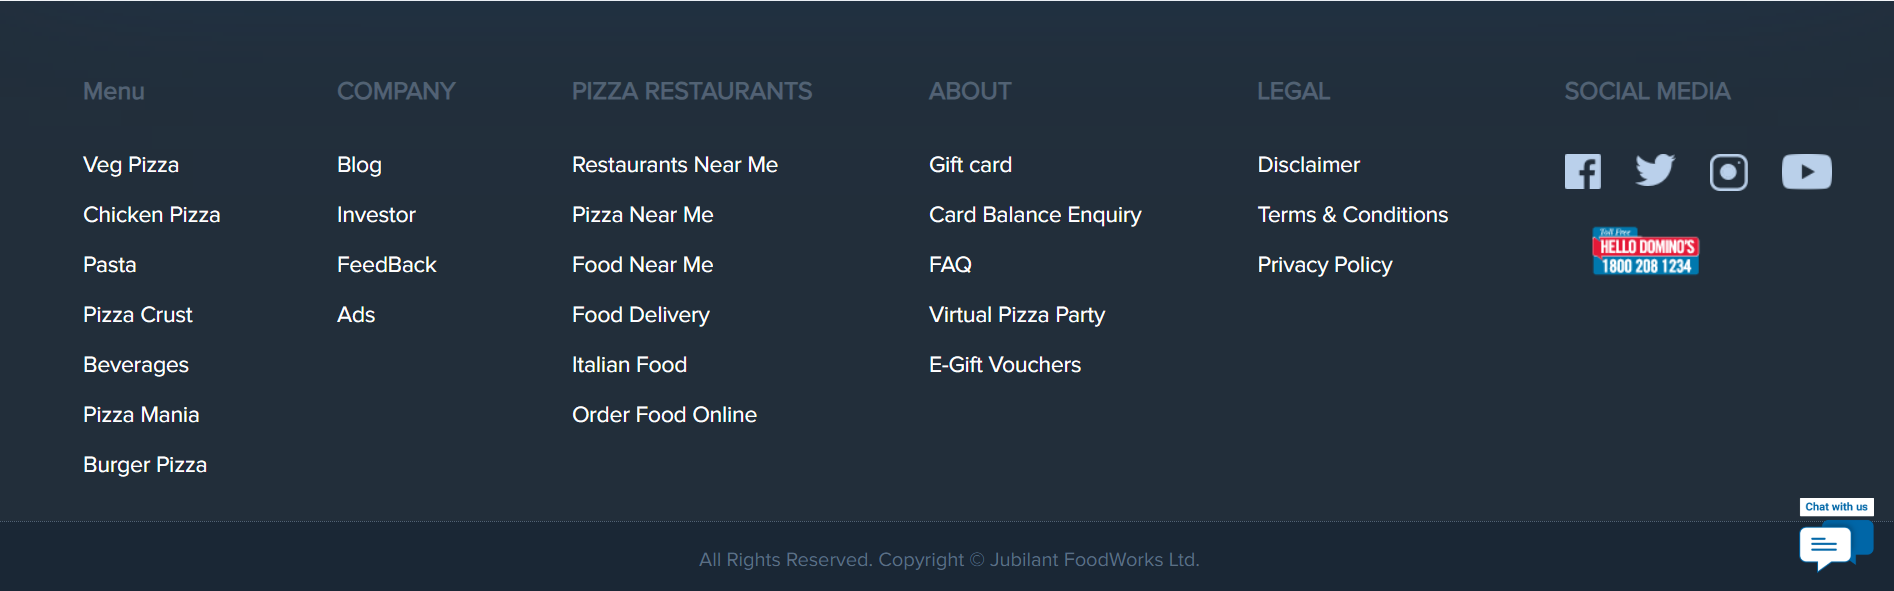 Menu
Veg Pizza
Chicken Pizza
Pasta
Pizza Crust
Beverages
Pizza Mania
Burger Pizza
COMPANY
Blog
Investor
FeedBack
Ads
PIZZA RESTAURANTS
Restaurants Near Me
Pizza Near Me
Food Near Me
Food Delivery
Italian Food
Order Food Online
ABOUT
Gift card
Card Balance Enquiry
FAQ
Virtual Pizza Party
E-Gift Vouchers
LEGAL
Disclaimer
Terms & Conditions
Privacy Policy
SOCIAL MEDIA
Toll Free
HELLO DOMINO'S
1800 208 1234
Chat with us
All Rights Reserved. Copyright © Jubilant FoodWorks Ltd.